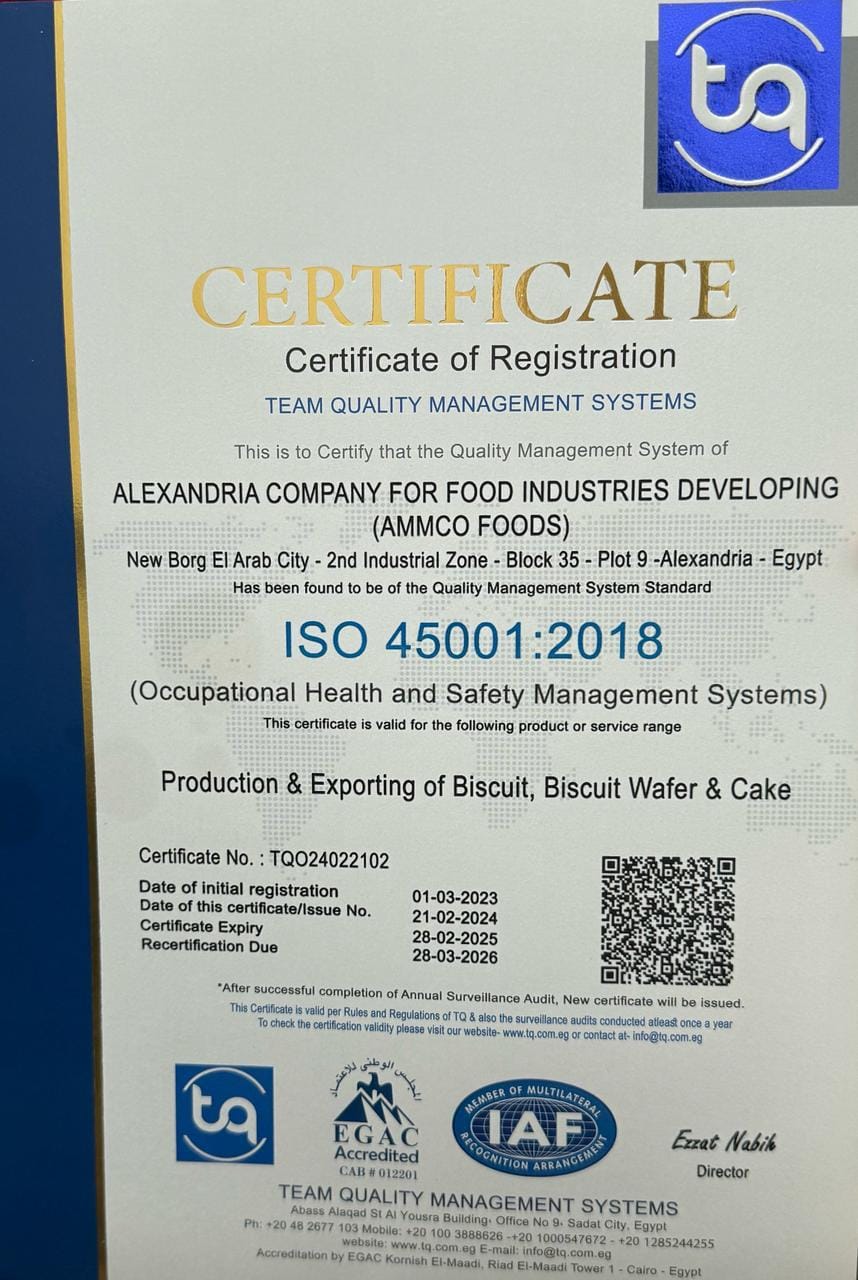 tq
CERTIFICATE
Certificate of Registration
TEAM QUALITY MANAGEMENT SYSTEMS
This is to Certify that the Quality Management System of
ALEXANDRIA COMPANY FOR FOOD INDUSTRIES DEVELOPING
(AMMCO FOODS)
New Borg El Arab City - 2nd Industrial Zone - Block 35 - Plot 9 -Alexandria - Egypt
Has been found to be of the Quality Management System Standard
ISO 45001:2018
(Occupational Health and Safety Management Systems)
This certificate is valid for the following product or service range
Production & Exporting of Biscuit, Biscuit Wafer & Cake
Certificate No. : TQO24022102
Date of initial registration 01-03-2023
Date of this certificate/Issue No. 21-02-2024
Certificate Expiry 28-02-2025
Recertification Due 28-03-2026
*After successful completion of Annual Surveillance Audit, New certificate will be issued.
This Certificate is valid per Rules and Regulations of TQ & also the surveillance audits conducted atleast once a year
To check the certification validity please visit our website- www.tq.com.eg or contact at- info@tq.com.eg
tq
المجلس الوطنى للاعتماد
EGAC
Accredited
CAB # 012201
MEMBER OF MULTILATERAL
IAF
RECOGNITION ARRANGEMENT
Ezzat Nabih
Director
TEAM QUALITY MANAGEMENT SYSTEMS
Abass Alaqad St Al Yousra Building، Office No 9، Sadat City, Egypt
Ph: +20 48 2677 103 Mobile: +20 100 3888626 -+20 1000547672 - +20 1285244255
website: www.tq.com.eg E-mail: info@tq.com.eg
Accreditation by EGAC Kornish El-Maadi, Riad El-Maadi Tower 1 - Cairo - Egypt